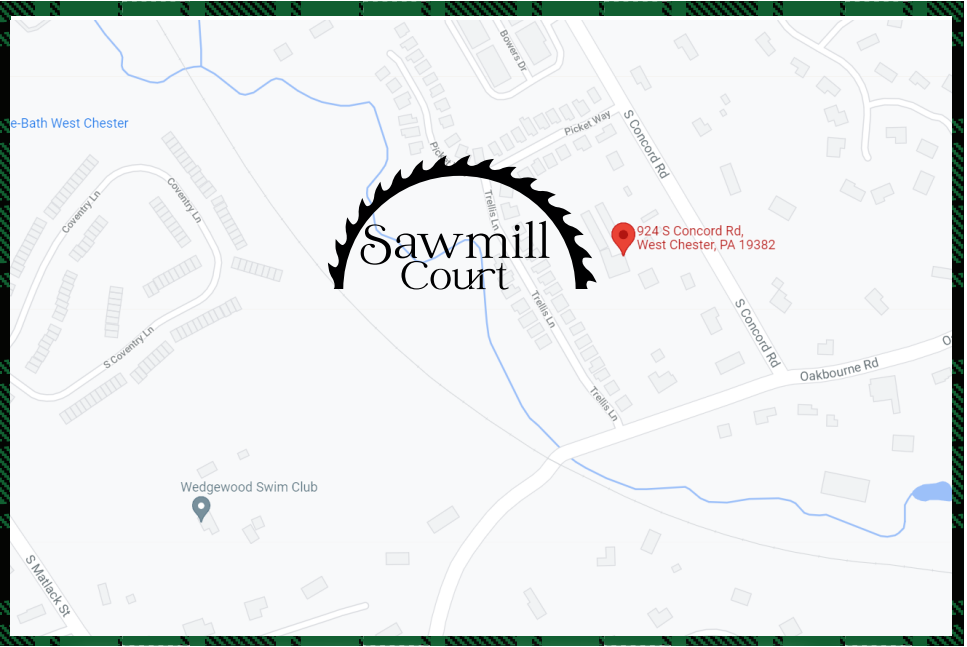 Bowers Dr
e-Bath West Chester
Picket Way
S Concord Rd
Coventry Ln
Coventry Ln
Trellis Ln
Sawmill
Court
924 S Concord Rd,
West Chester, PA 19382
Trellis Ln
S Concord Rd
S Coventry Ln
Oakbourne Rd
Trellis Ln
Wedgewood Swim Club
S Matlack St